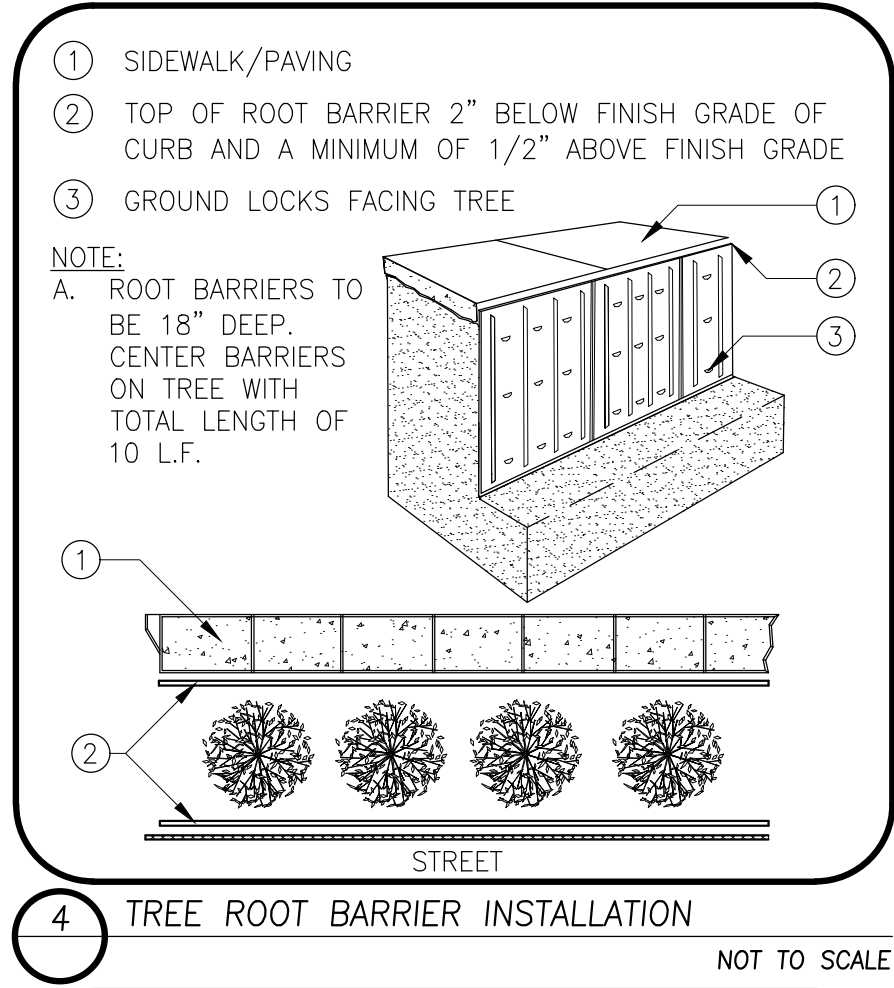 1 SIDEWALK/PAVING
2 TOP OF ROOT BARRIER 2” BELOW FINISH GRADE OF
CURB AND A MINIMUM OF 1/2” ABOVE FINISH GRADE
3 GROUND LOCKS FACING TREE
NOTE:
A. ROOT BARRIERS TO
BE 18” DEEP.
CENTER BARRIERS
ON TREE WITH
TOTAL LENGTH OF
10 L.F.
1
2
3
1
2
STREET
4 TREE ROOT BARRIER INSTALLATION
NOT TO SCALE